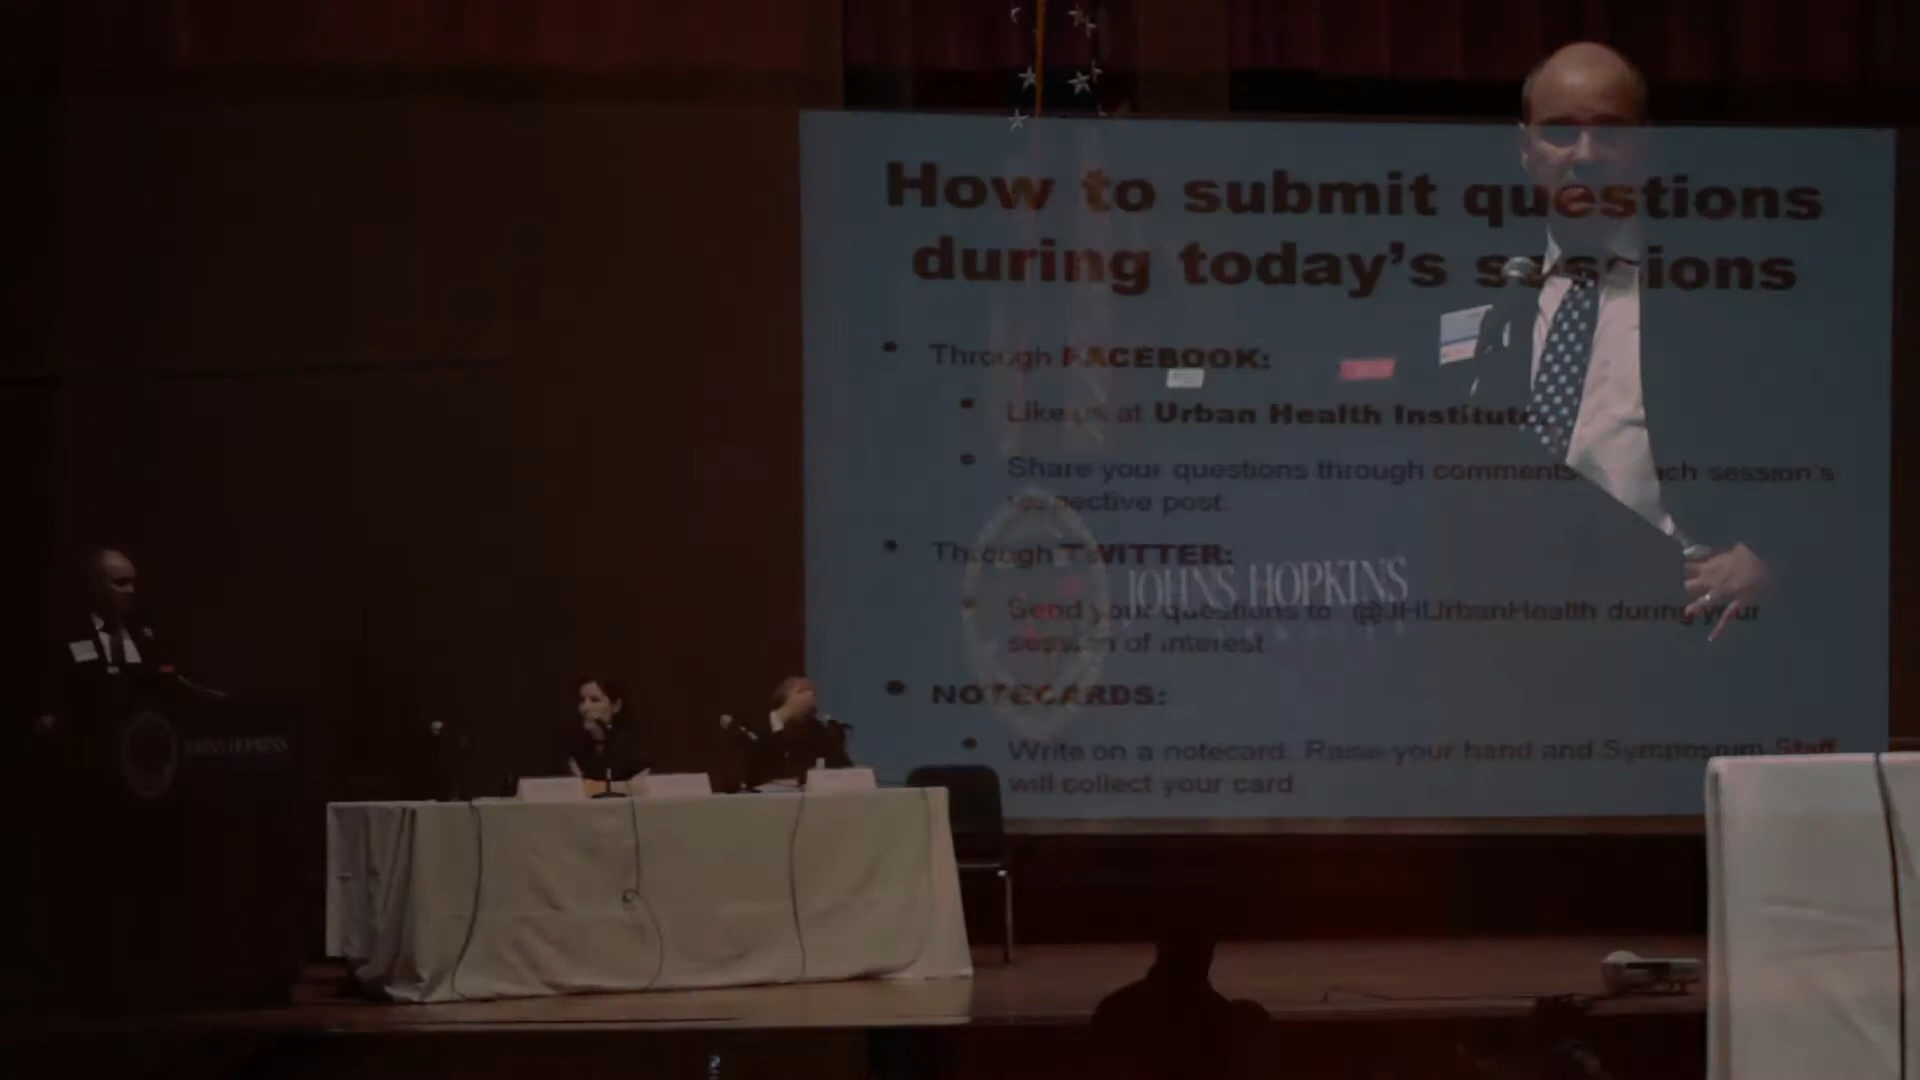 How to submit questions
during today's sessions
Through FACEBOOK:
Like us at Urban Health Institute
Share your questions through comments each session's
respective post.
Through TWITTER:
Send your questions to @JHUrbanHealth during your
session of interest
NOTECARDS:
Write on a notecard. Raise your hand and Symposium Staff
will collect your card.
JOHNS HOPKINS
JOHNS HOPKINS